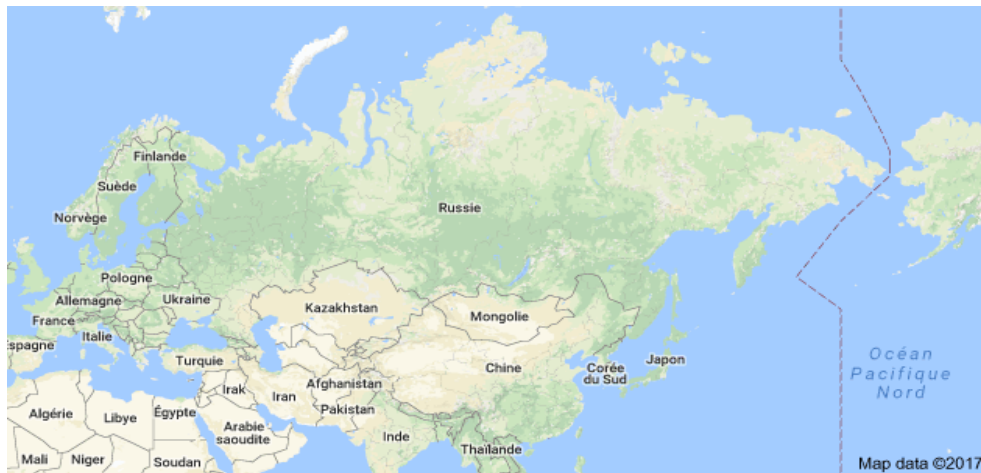 Finlande
Suède
Russie
Norvège
Pologne
Allemagne
Ukraine
Kazakhstan
Mongolie
France
Italie
Espagne
Turquie
Chine
Corée
du Sud
Japon
Océan
Pacifique
Nord
Afghanistan
Irak
Iran
Pakistan
Algérie
Libye
Égypte
Arabie
saoudite
Inde
Thaïlande
Mali
Niger
Soudan
Map data ©2017